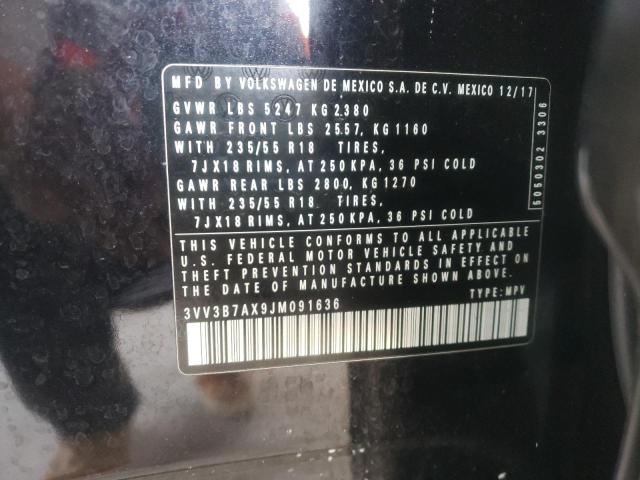 MFD BY VOLKSWAGEN DE MEXICO S.A. DE C.V. MEXICO 12/17
GVWR LBS 5247 KG 2380
GAWR FRONT LBS 2557, KG 1160
WITH 235/55 R18 TIRES,
7JX18 RIMS, AT 250 KPA, 36 PSI COLD
GAWR REAR LBS 2800, KG 1270
WITH 235/55 R18 TIRES,
7JX18 RIMS, AT 250 KPA, 36 PSI COLD
THIS VEHICLE CONFORMS TO ALL APPLICABLE
U.S. FEDERAL MOTOR VEHICLE SAFETY AND
THEFT PREVENTION STANDARDS IN EFFECT ON
THE DATE OF MANUFACTURE SHOWN ABOVE.
3VV3B7AX9JM091636 TYPE: MPV
5050302 3306